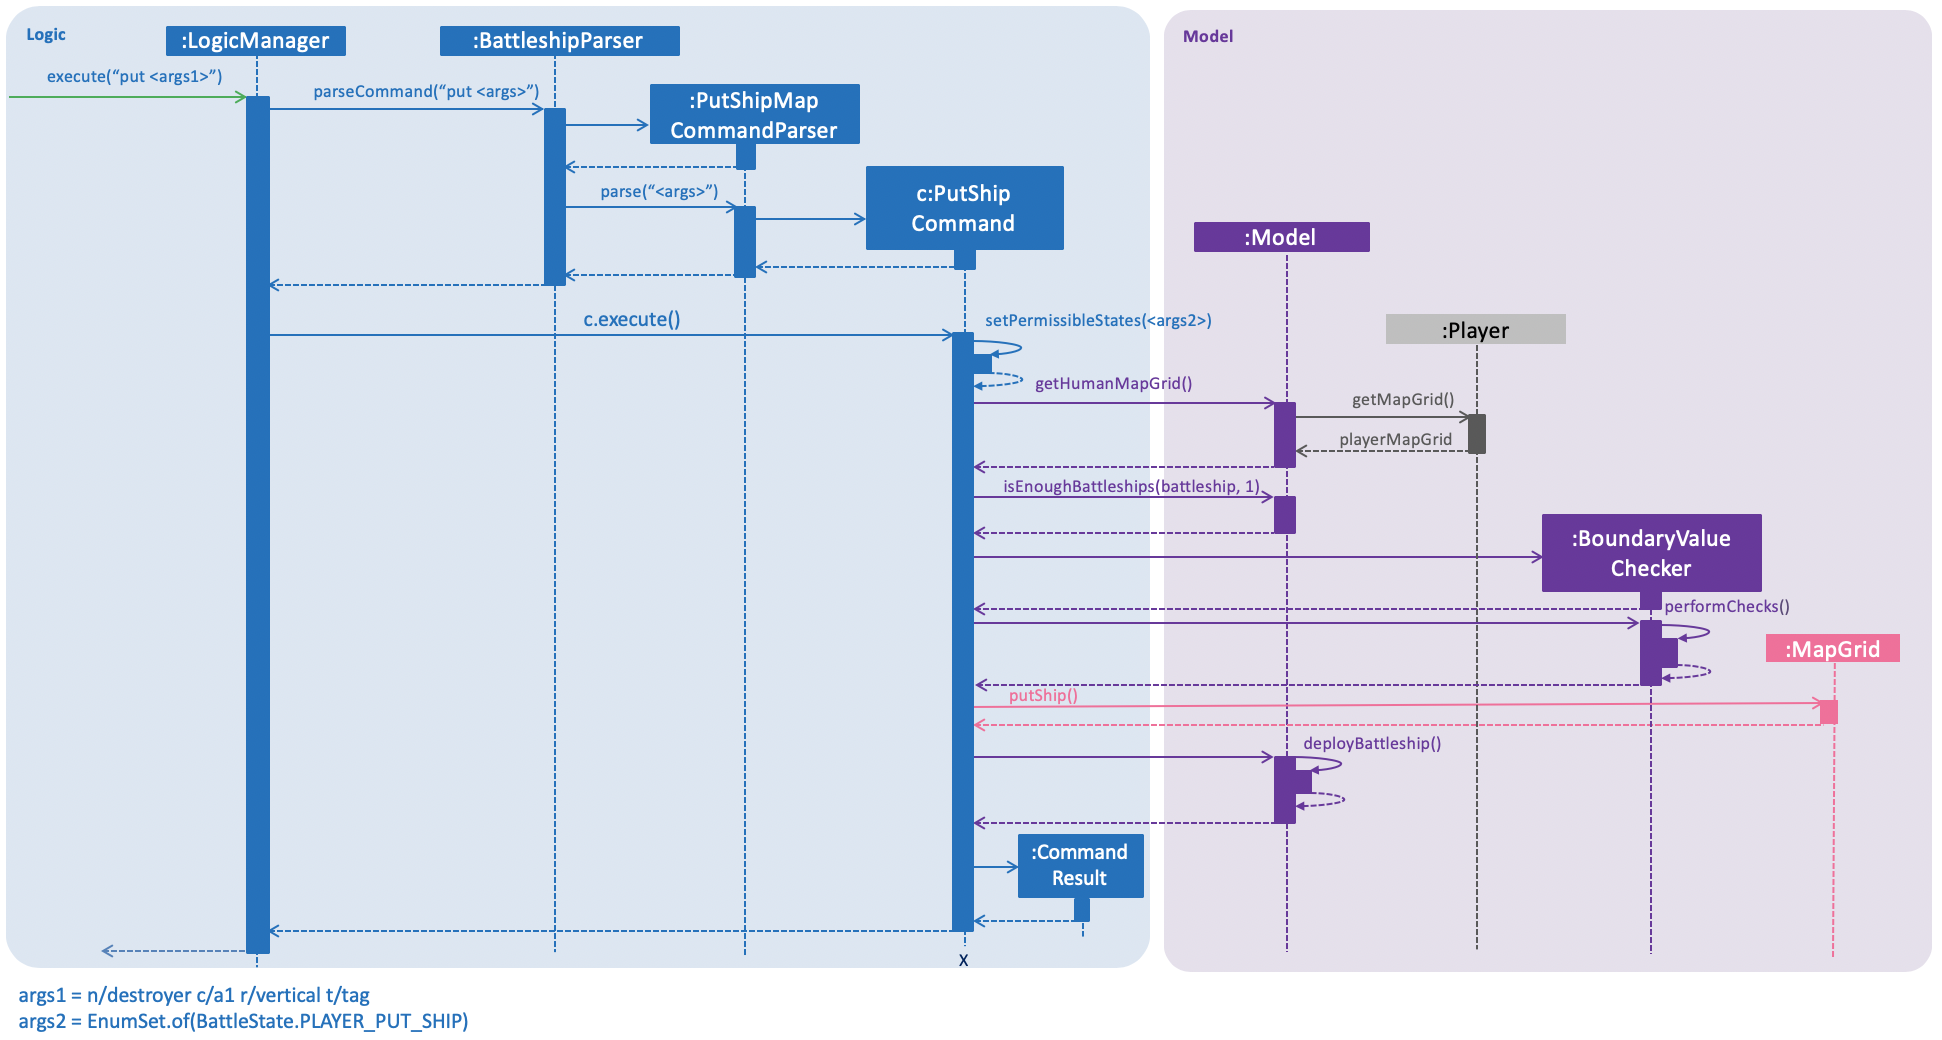 Logic
Model
:LogicManager
:BattleshipParser
execute(“put <args1>”)
parseCommand(“put <args>”)
:PutShipMap
CommandParser
parse(“<args>”)
c:PutShip
Command
:Model
c.execute()
setPermissibleStates(<args2>)
:Player
getHumanMapGrid()
getMapGrid()
playerMapGrid
isEnoughBattleships(battleship, 1)
:BoundaryValue
Checker
performChecks()
:MapGrid
putShip()
deployBattleship()
:Command
Result
X
args1 = n/destroyer c/a1 r/vertical t/tag
args2 = EnumSet.of(BattleState.PLAYER_PUT_SHIP)